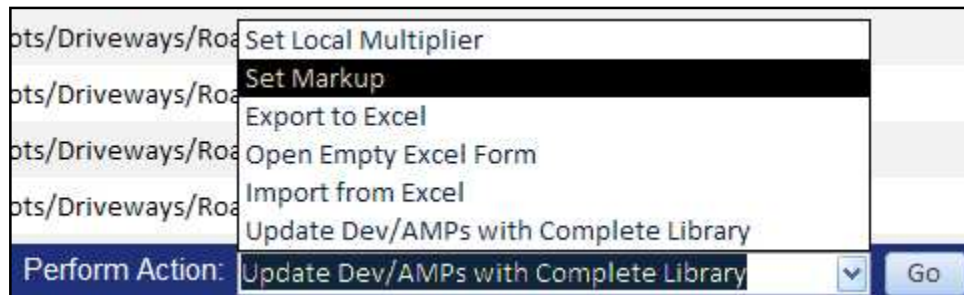 ots/Driveways/Roa Set Local Multiplier
Set Markup
ots/Driveways/Roa
Export to Excel
ots/Driveways/Roa Open Empty Excel Form
ots/Driveways/Roa Import from Excel
Update Dev/AMPs with Complete Library
Perform Action: Update Dev/AMPs with Complete Library Go